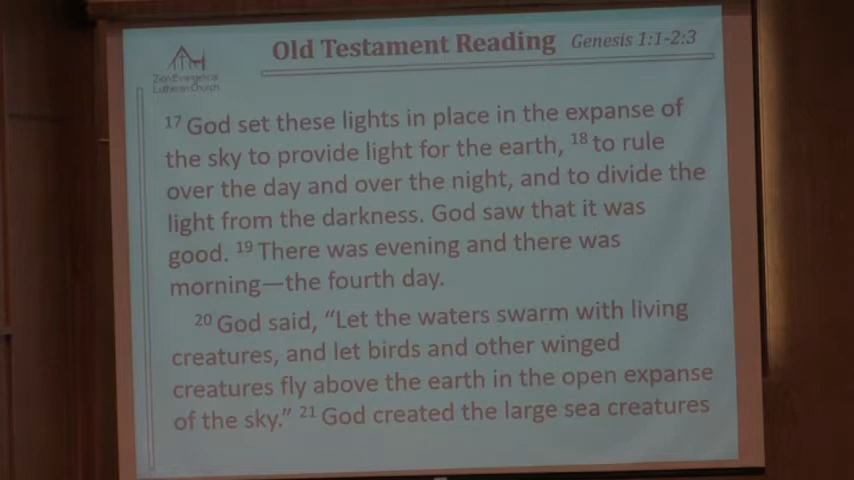 Old Testament Reading Genesis 1:1-2:3
Zion Evangelical
Lutheran Church
17 God set these lights in place in the expanse of
the sky to provide light for the earth, 18 to rule
over the day and over the night, and to divide the
light from the darkness. God saw that it was
good. 19 There was evening and there was
morning—the fourth day.
20 God said, “Let the waters swarm with living
creatures, and let birds and other winged
creatures fly above the earth in the open expanse
of the sky.” 21 God created the large sea creatures